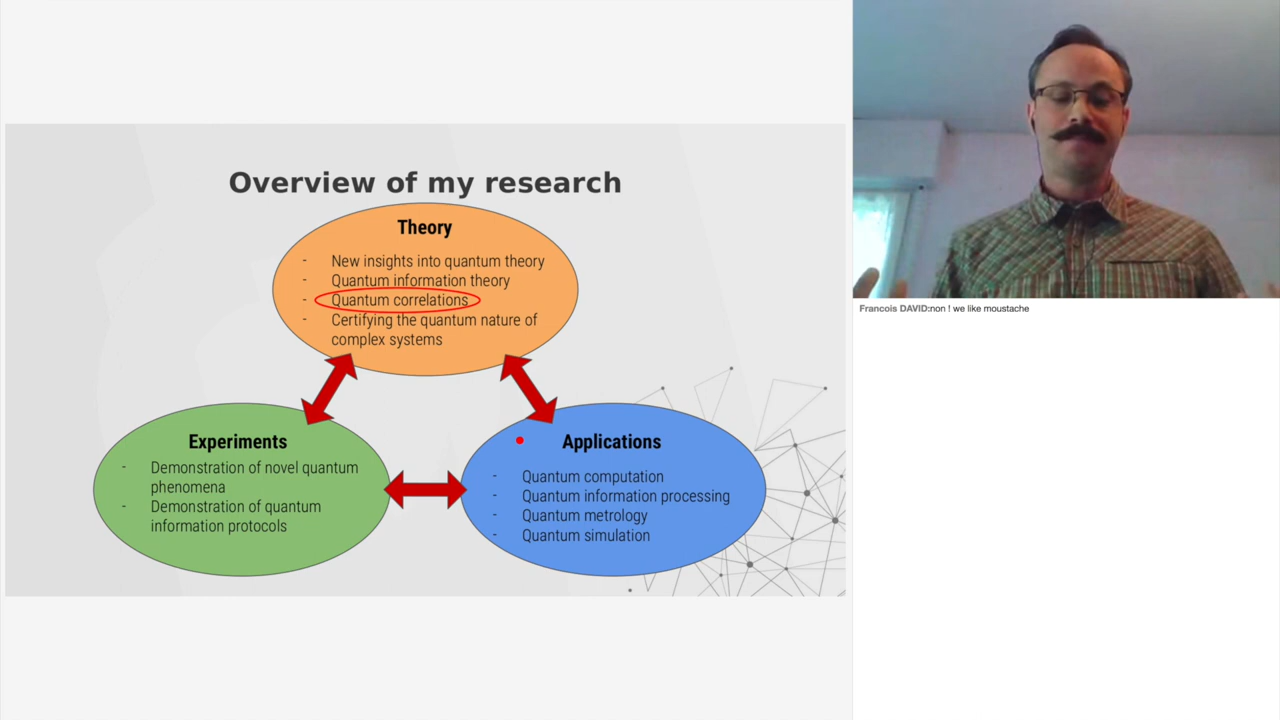 Overview of my research
Theory
- New insights into quantum theory
- Quantum information theory
- Quantum correlations
- Certifying the quantum nature of
complex systems
Experiments
- Demonstration of novel quantum
phenomena
- Demonstration of quantum
information protocols
Applications
- Quantum computation
- Quantum information processing
- Quantum metrology
- Quantum simulation
Francois DAVID:non ! we like moustache